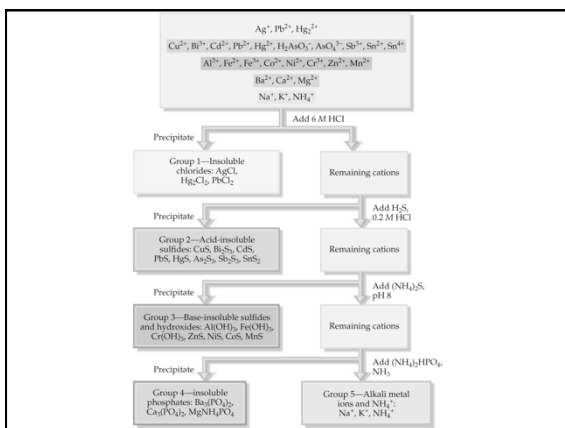 Ag⁺, Pb²⁺, Hg₂²⁺
Cu²⁺, Bi³⁺, Cd²⁺, Pb²⁺, Hg²⁺, H₂AsO₃⁻, AsO₄³⁻, Sb³⁺, Sn²⁺, Sn⁴⁺
Al³⁺, Fe²⁺, Fe³⁺, Co²⁺, Ni²⁺, Cr³⁺, Zn²⁺, Mn²⁺
Ba²⁺, Ca²⁺, Mg²⁺
Na⁺, K⁺, NH₄⁺
Add 6 M HCl
Precipitate
Group 1—Insoluble
chlorides: AgCl,
Hg₂Cl₂, PbCl₂
Remaining cations
Add H₂S,
0.2 M HCl
Precipitate
Group 2—Acid-insoluble
sulfides: CuS, Bi₂S₃, CdS,
PbS, HgS, As₂S₃, Sb₂S₃, SnS₂
Remaining cations
Add (NH₄)₂S,
pH 8
Precipitate
Group 3—Base-insoluble sulfides
and hydroxides: Al(OH)₃, Fe(OH)₃,
Cr(OH)₃, ZnS, NiS, CoS, MnS
Remaining cations
Add (NH₄)₂HPO₄,
NH₃
Precipitate
Group 4—insoluble
phosphates: Ba₃(PO₄)₂,
Ca₃(PO₄)₂, MgNH₄PO₄
Group 5—Alkali metal
ions and NH₄⁺:
Na⁺, K⁺, NH₄⁺